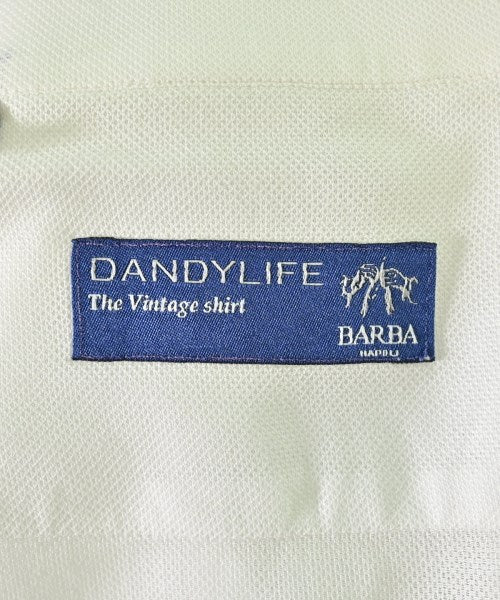 DANDYLIFE
The Vintage shirt
BARBA
NAPOLI